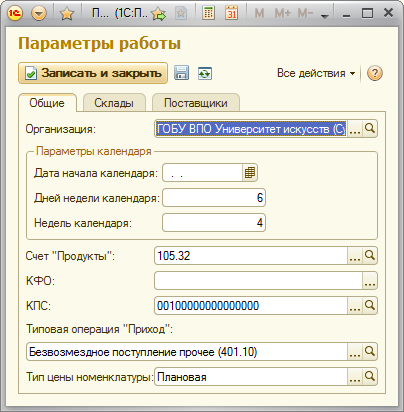 П... (1С:П...
M M+ M−
Параметры работы
Записать и закрыть Все действия
Общие Склады Поставщики
Организация: ГОБУ ВПО Университет искусств (Су
Параметры календаря
Дата начала календаря: . .
Дней недели календаря: 6
Недель календаря: 4
Счет "Продукты": 105.32
КФО:
КПС: 00100000000000000
Типовая операция "Приход":
Безвозмездное поступление прочее (401.10)
Тип цены номенклатуры: Плановая